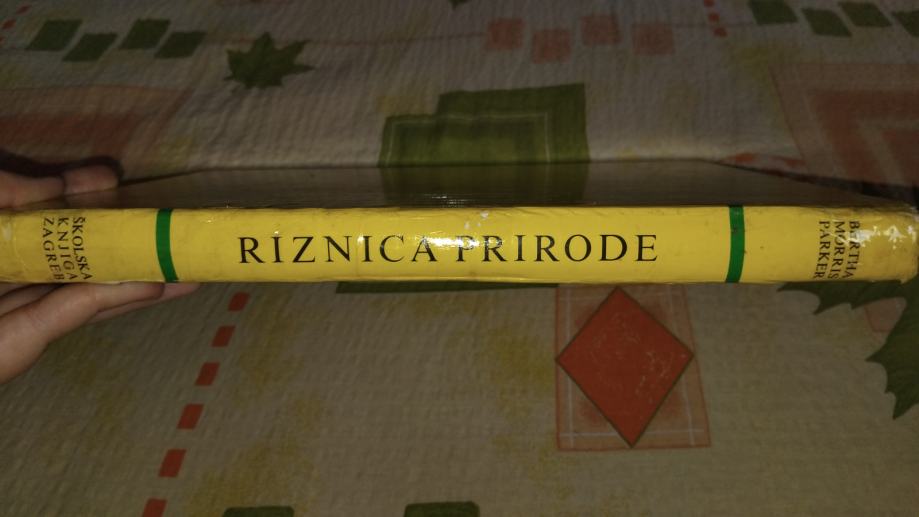 ŠKOLSKA
KNJIGA
ZAGREB
RIZNICA PRIRODE
BERTHA
MORRIS
PARKER